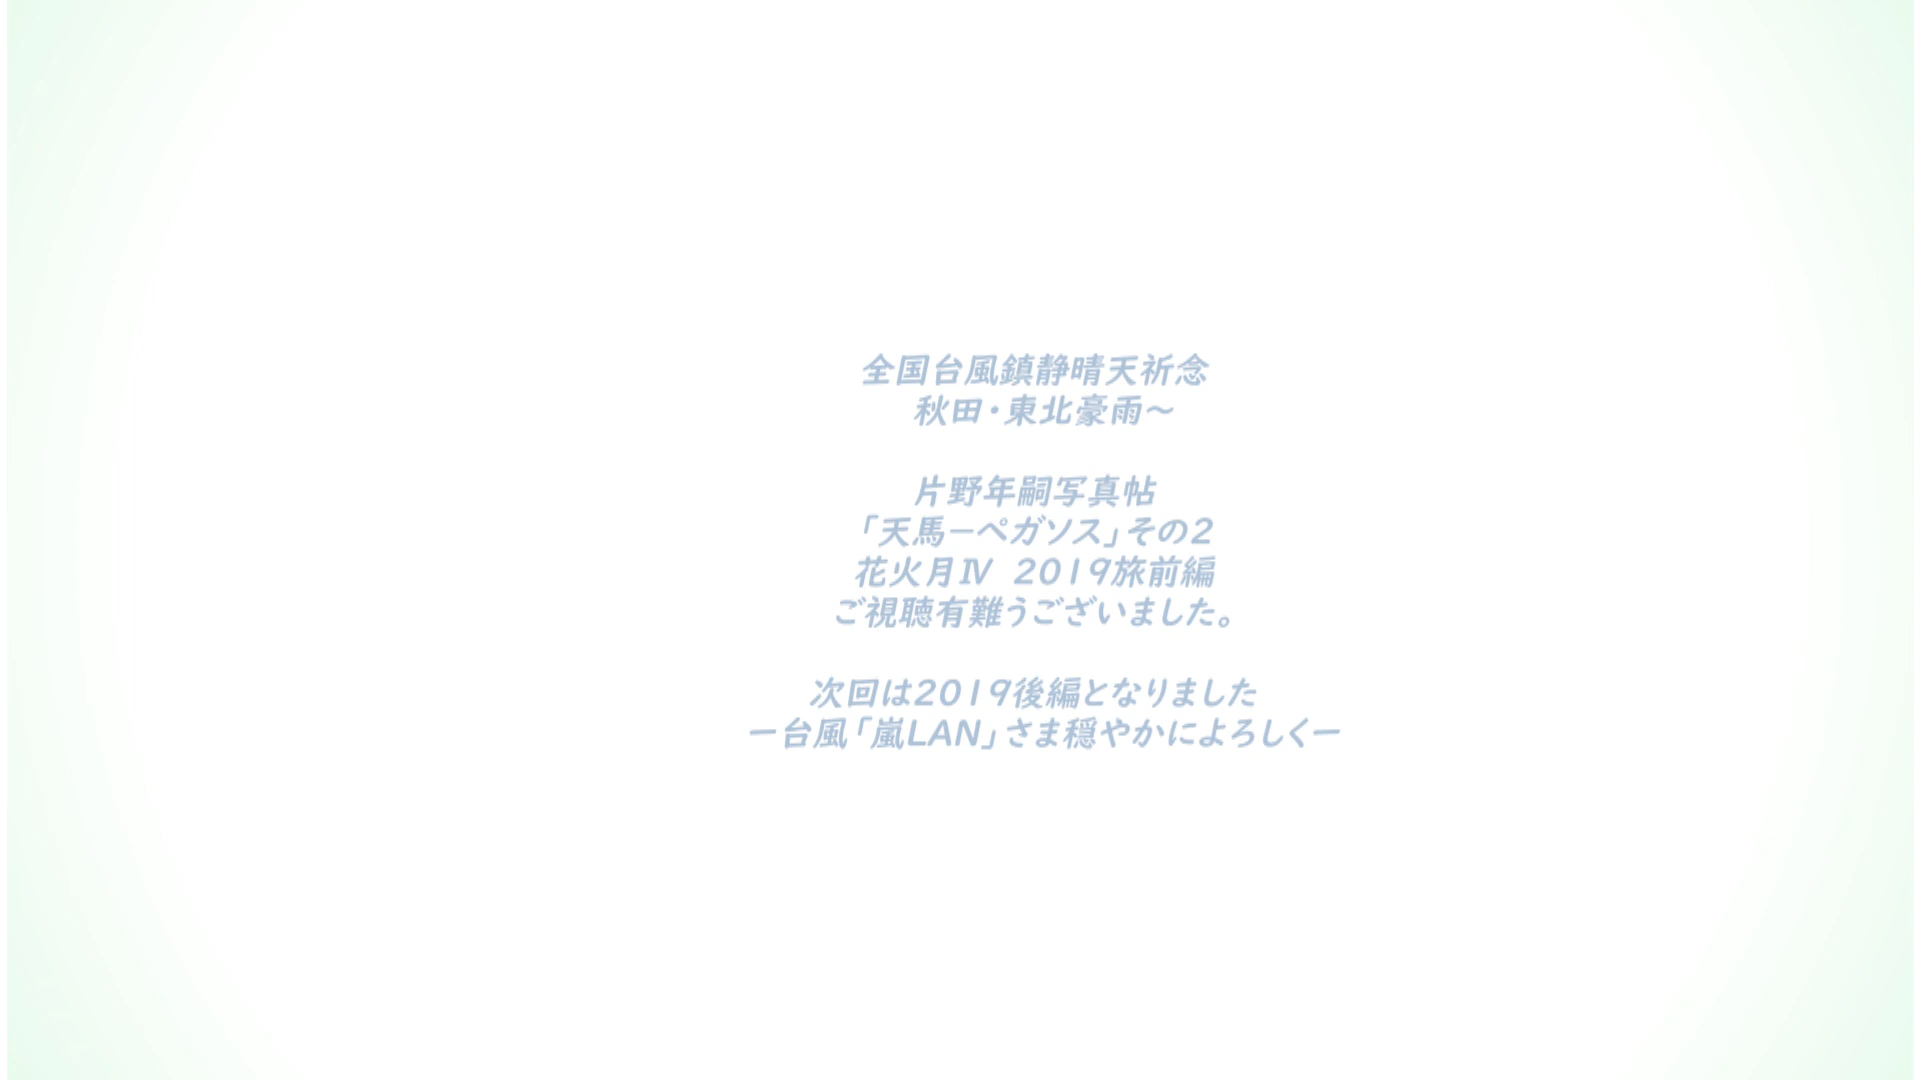 全国台風鎮静晴天祈念
秋田・東北豪雨～
片野年嗣写真帖
「天馬－ペガソス」その2
花火月Ⅳ　2019旅前編
ご視聴有難うございました。
次回は2019後編となりました
ー台風「嵐LAN」さま穏やかによろしくー